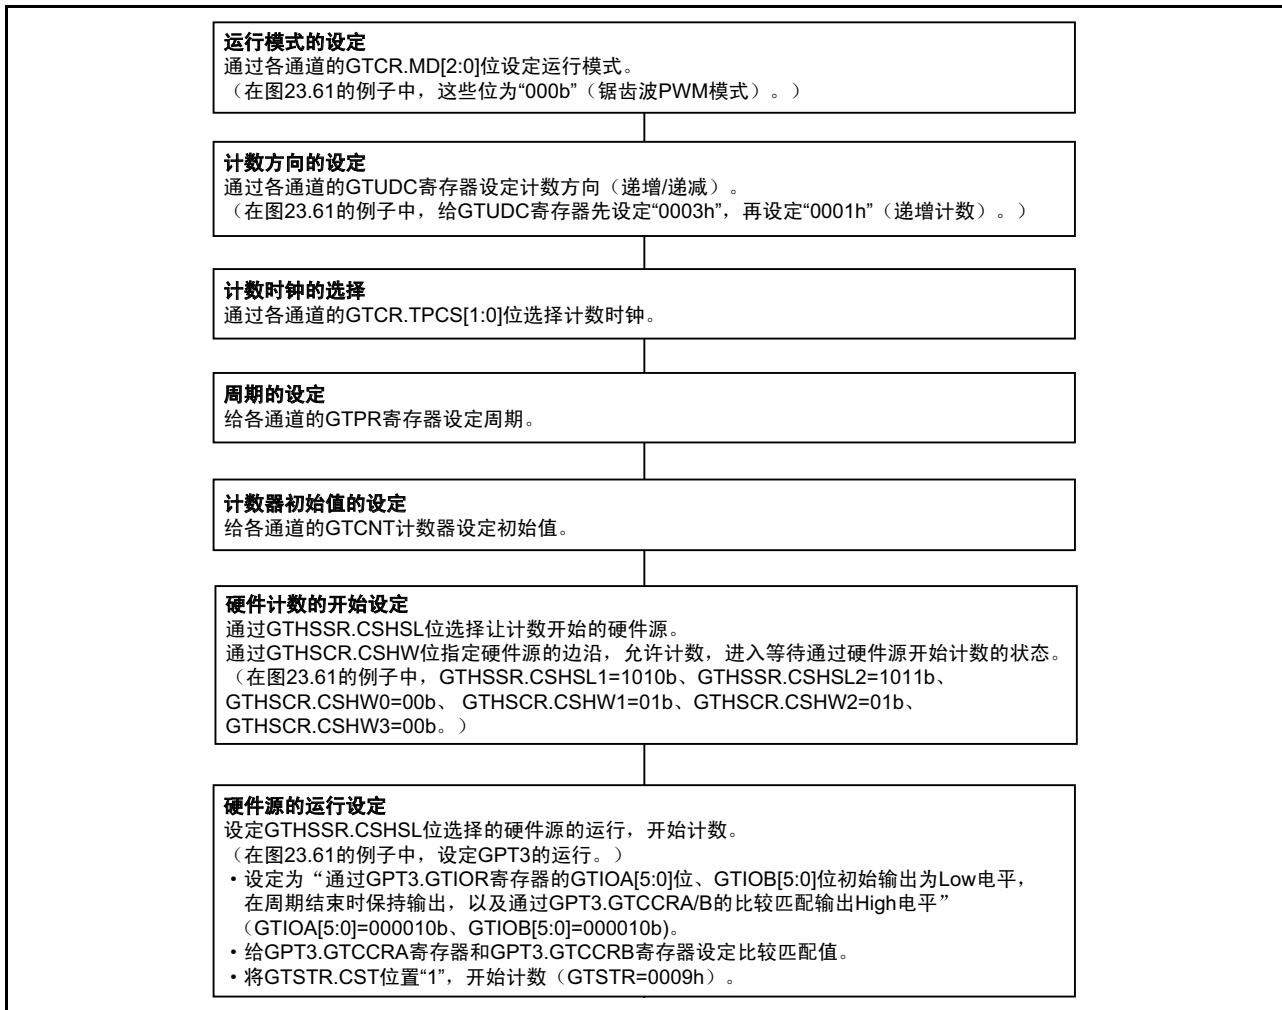 运行模式的设定
通过各通道的GTCR.MD[2:0]位设定运行模式。
（在图23.61的例子中，这些位为“000b”（锯齿波PWM模式）。）
计数方向的设定
通过各通道的GTUDC寄存器设定计数方向（递增/递减）。
（在图23.61的例子中，给GTUDC寄存器先设定“0003h”，再设定“0001h”（递增计数）。）
计数时钟的选择
通过各通道的GTCR.TPCS[1:0]位选择计数时钟。
周期的设定
给各通道的GTPR寄存器设定周期。
计数器初始值的设定
给各通道的GTCNT计数器设定初始值。
硬件计数的开始设定
通过GTHSSR.CSHSL位选择让计数开始的硬件源。
通过GTHSCR.CSHW位指定硬件源的边沿，允许计数，进入等待通过硬件源开始计数的状态。
（在图23.61的例子中，GTHSSR.CSHSL1=1010b、GTHSSR.CSHSL2=1011b、
GTHSCR.CSHW0=00b、 GTHSCR.CSHW1=01b、GTHSCR.CSHW2=01b、
GTHSCR.CSHW3=00b。）
硬件源的运行设定
设定GTHSSR.CSHSL位选择的硬件源的运行，开始计数。
（在图23.61的例子中，设定GPT3的运行。）
・设定为“通过GPT3.GTIOR寄存器的GTIOA[5:0]位、GTIOB[5:0]位初始输出为Low电平，
在周期结束时保持输出，以及通过GPT3.GTCCRA/B的比较匹配输出High电平”
（GTIOA[5:0]=000010b、GTIOB[5:0]=000010b)。
・给GPT3.GTCCRA寄存器和GPT3.GTCCRB寄存器设定比较匹配值。
・将GTSTR.CST位置“1”，开始计数（GTSTR=0009h）。